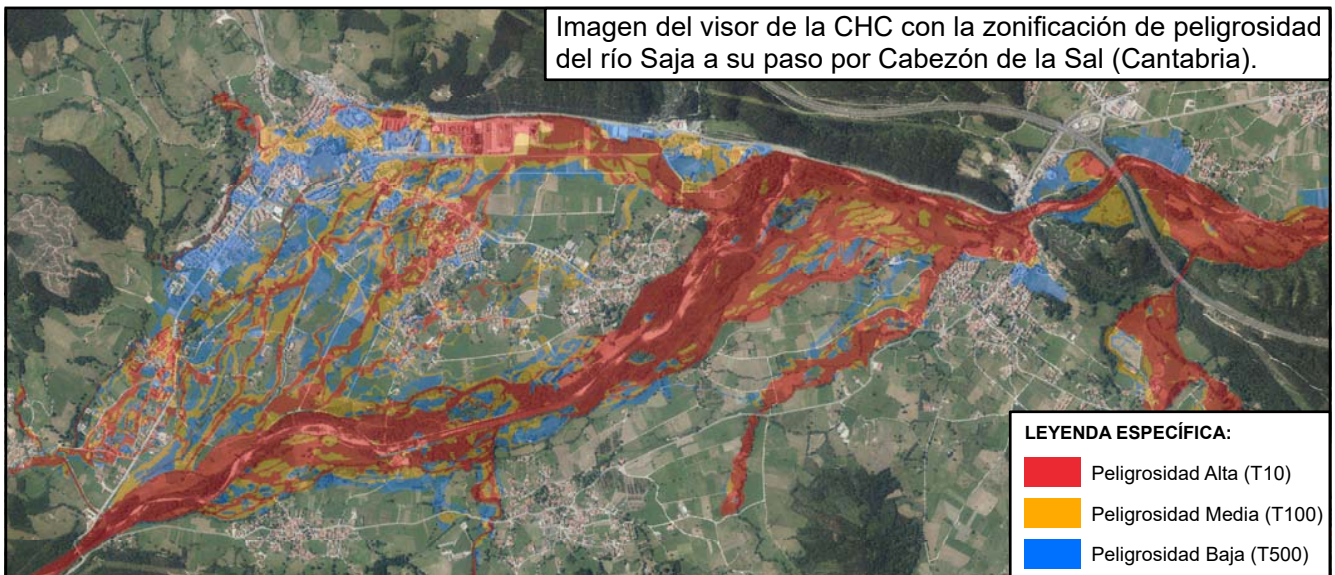 Imagen del visor de la CHC con la zonificación de peligrosidad
del río Saja a su paso por Cabezón de la Sal (Cantabria).
LEYENDA ESPECÍFICA:
Peligrosidad Alta (T10)
Peligrosidad Media (T100)
Peligrosidad Baja (T500)